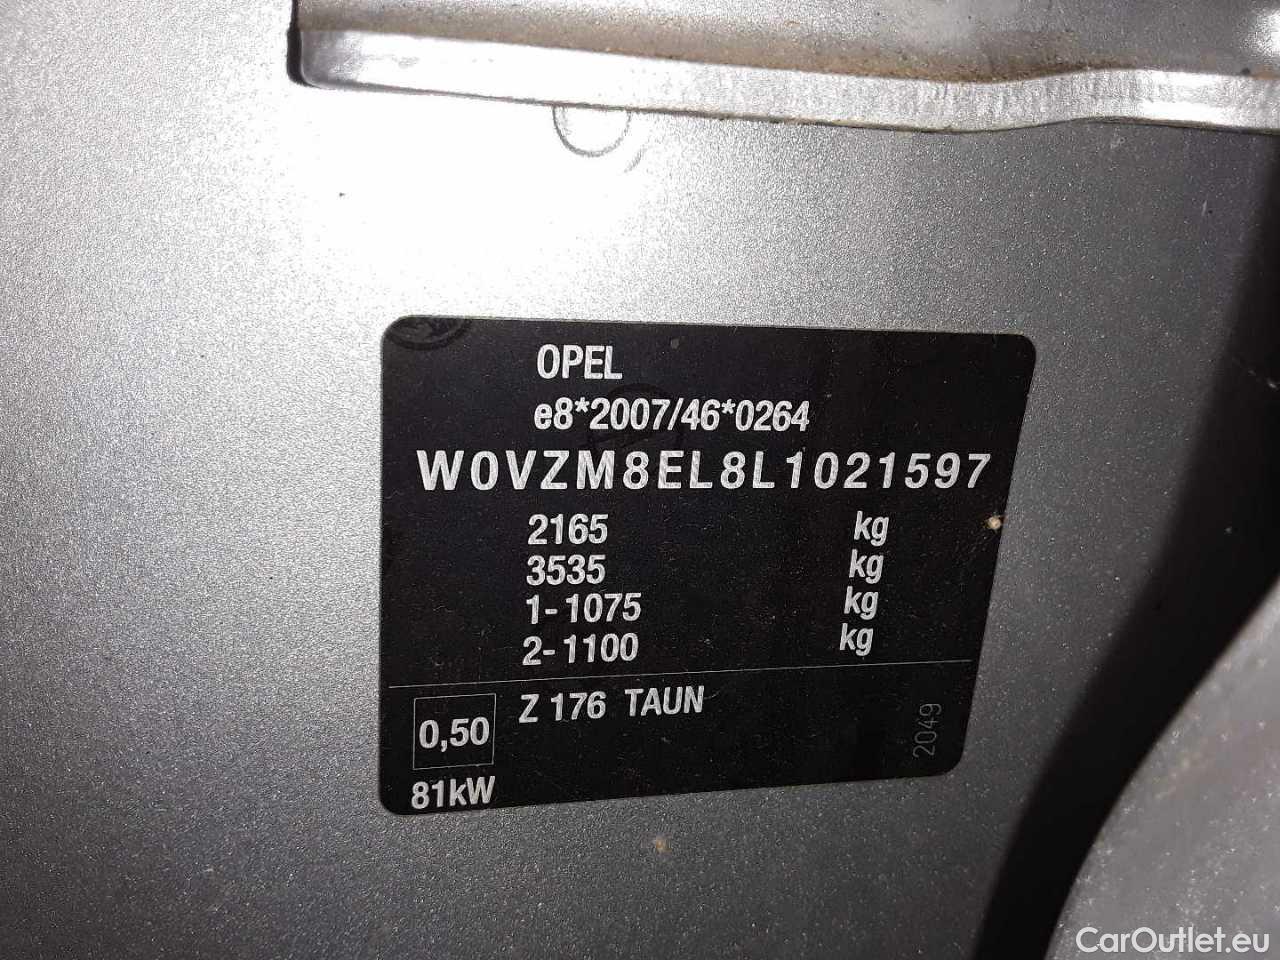 OPEL
e8*2007/46*0264
W0VZM8EL8L1021597
2165 kg
3535 kg
1-1075 kg
2-1100 kg
0,50 Z 176 TAUN
81kW
2049
CarOutlet.eu